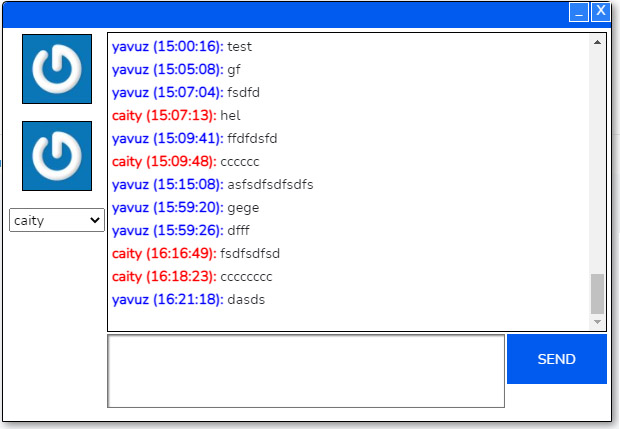 _ X
yavuz (15:00:16): test
yavuz (15:05:08): gf
yavuz (15:07:04): fsdfd
caity (15:07:13): hel
yavuz (15:09:41): ffdfdsfd
caity (15:09:48): cccccc
yavuz (15:15:08): asfsdfsdfsdfs
yavuz (15:59:20): gege
yavuz (15:59:26): dfff
caity (16:16:49): fsdfsdfsd
caity (16:18:23): cccccccc
yavuz (16:21:18): dasds
caity
SEND